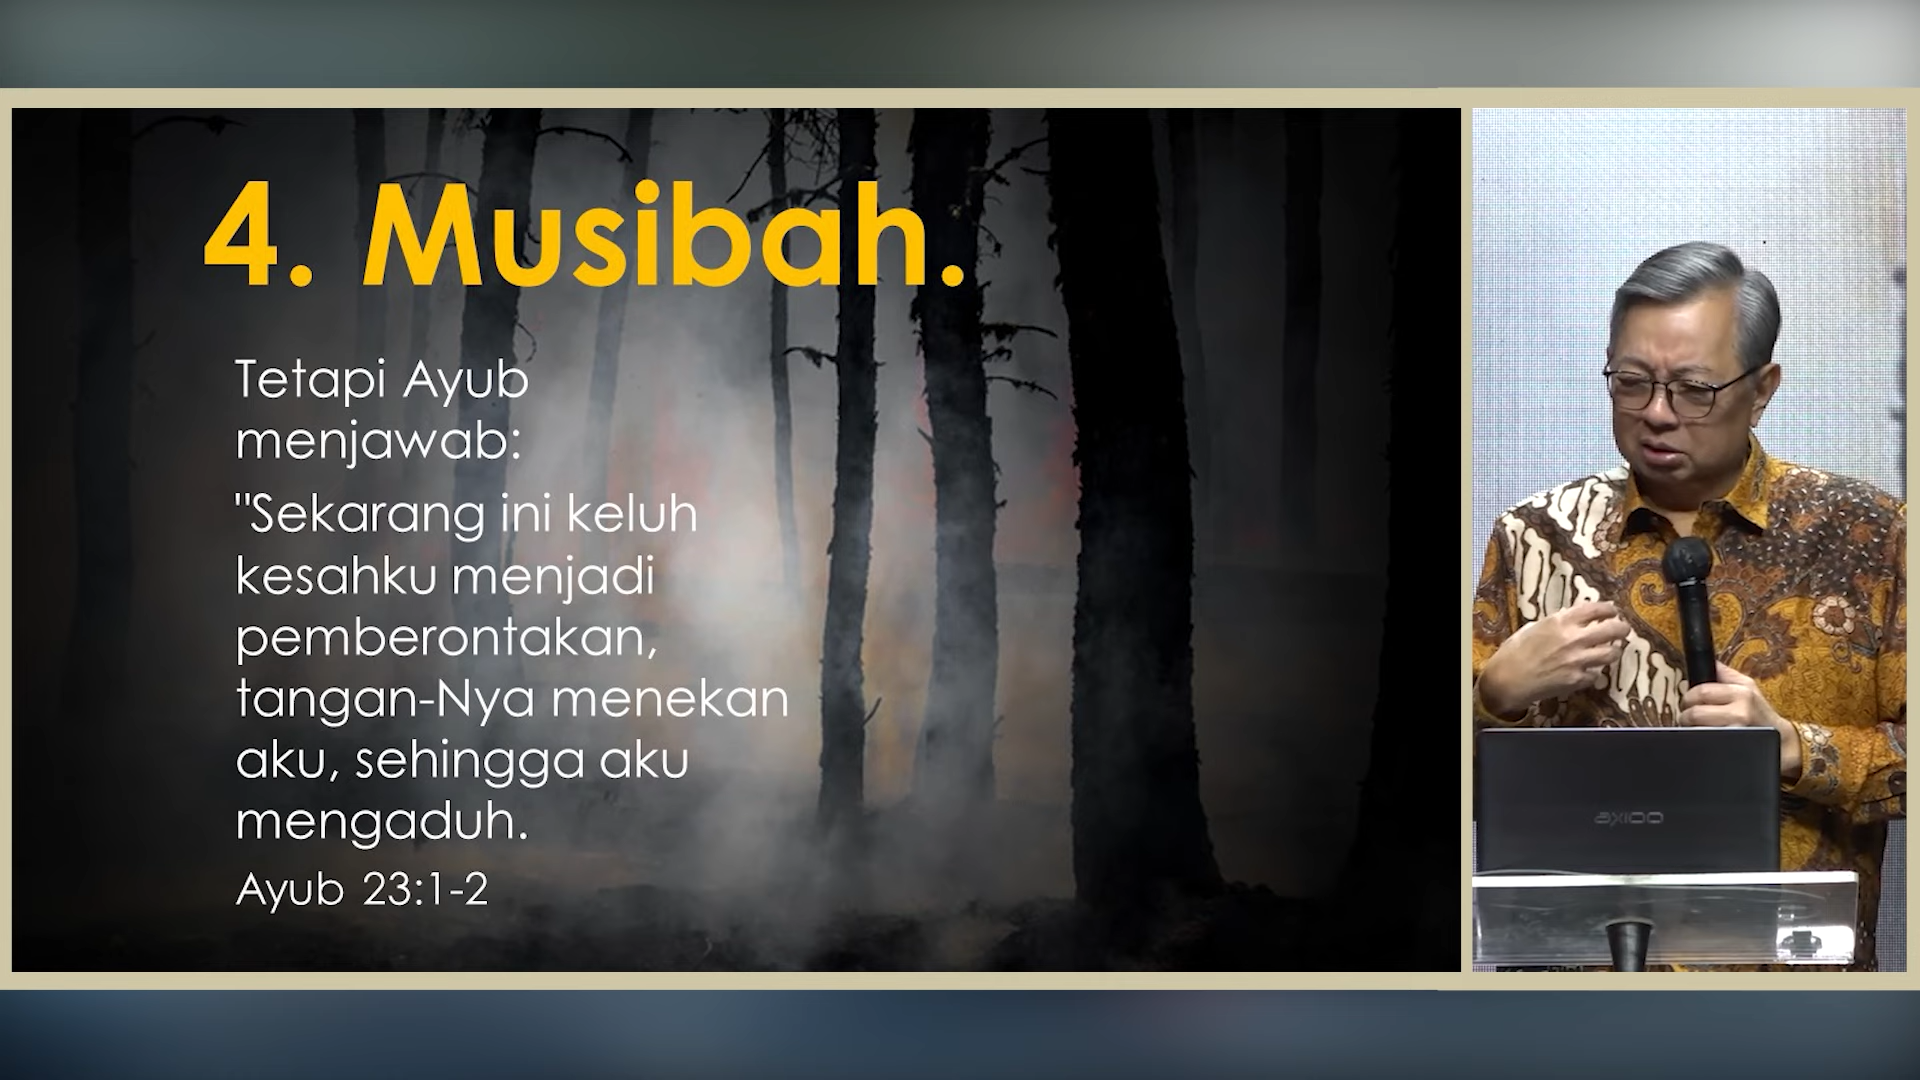 4. Musibah.
Tetapi Ayub
menjawab:
"Sekarang ini keluh
kesahku menjadi
pemberontakan,
tangan-Nya menekan
aku, sehingga aku
mengaduh.
Ayub 23:1-2
axioo